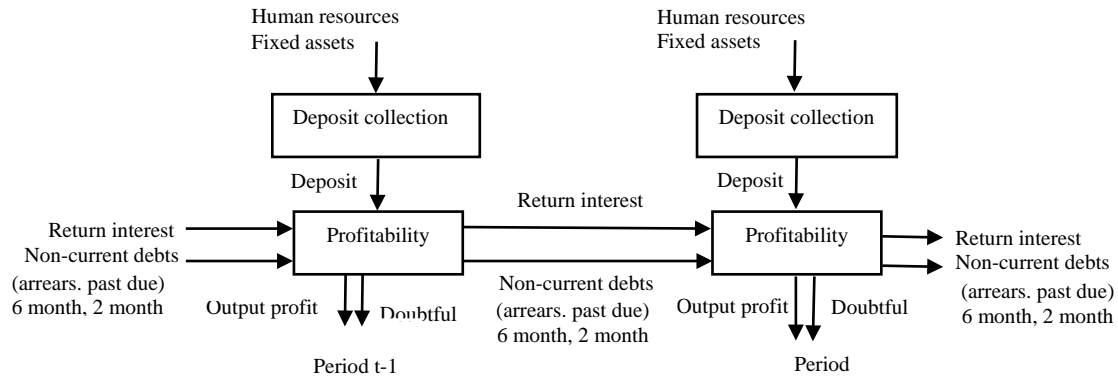 Human resources
Fixed assets
Human resources
Fixed assets
Deposit collection
Deposit collection
Deposit
Deposit
Return interest
Return interest
Non-current debts
(arrears. past due)
6 month, 2 month
Profitability
Profitability
Return interest
Non-current debts
(arrears. past due)
6 month, 2 month
Output profit
Doubtful
Non-current debts
(arrears. past due)
6 month, 2 month
Output profit
Doubtful
Period t-1
Period